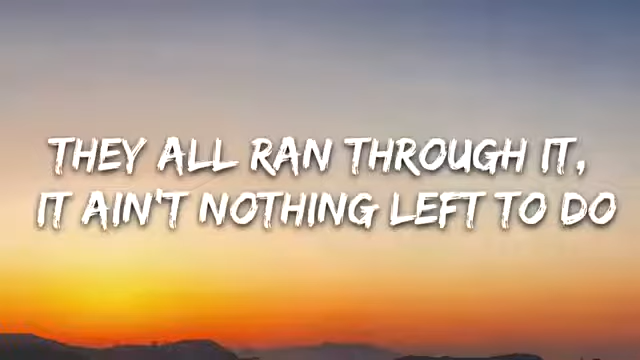 THEY ALL RAN THROUGH IT,
IT AIN'T NOTHING LEFT TO DO